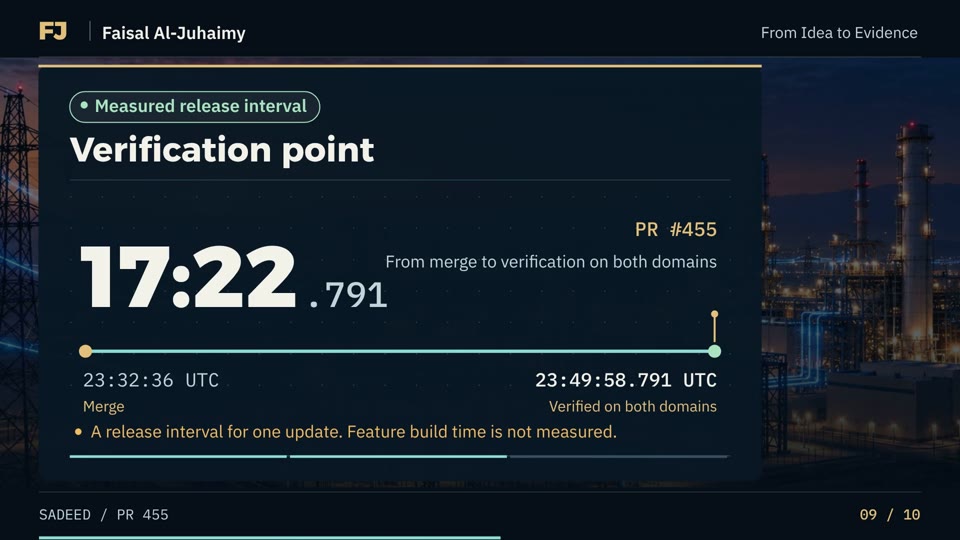 FJ
Faisal Al-Juhaimy
From Idea to Evidence
Measured release interval
Verification point
PR #455
From merge to verification on both domains
17:22.791
23:32:36 UTC
23:49:58.791 UTC
Merge
Verified on both domains
A release interval for one update. Feature build time is not measured.
SADEED / PR 455
09 / 10